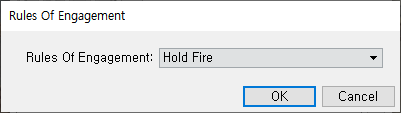 Rules Of Engagement
Rules Of Engagement: Hold Fire
OK Cancel